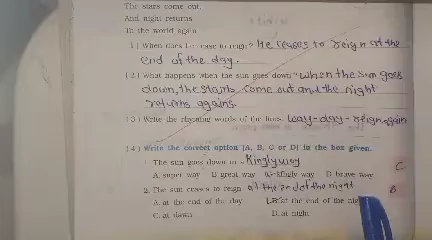 The stars come out.
And night returns
To the world again
(1) When does he cease to reign? He ceases to reign at the
end of the day.
(2) What happens when the sun goes down? when the sun goes
down, the stars come out and the night
returns agains.
(3) Write the rhyming words of the lines. way-day-reign-again
(4) Write the correct option (A, B, C or D) in the box given.
1. The sun goes down in a Kingly way C
A. super way B. great way C. kingly way D. brave way
2. The sun ceases to reign at the end of the night B
A. at the end of the day B. at the end of the
C. at dawn D. at night